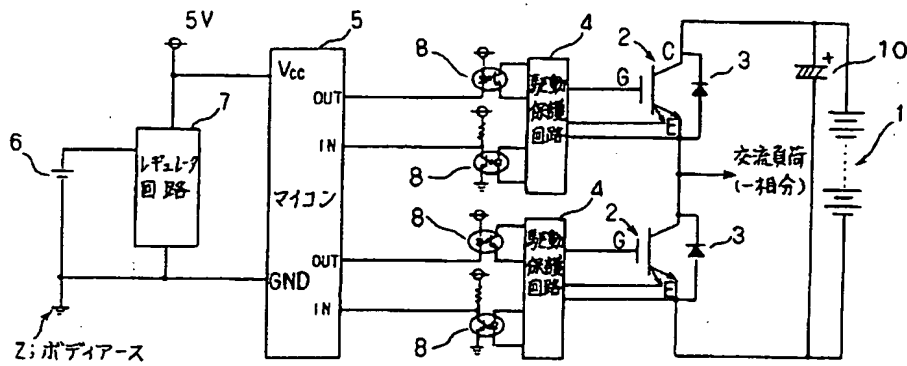 5V
5
8
4
2
C
10
+
Vcc
OUT
G
3
7
駆動
保護
回路
6
レギュレータ
回路
IN
E
1
マイコン
8
交流負荷
(一相分)
8
4
2
G
3
駆動
保護
回路
OUT
GND
E
IN
8
Z;ボディアース